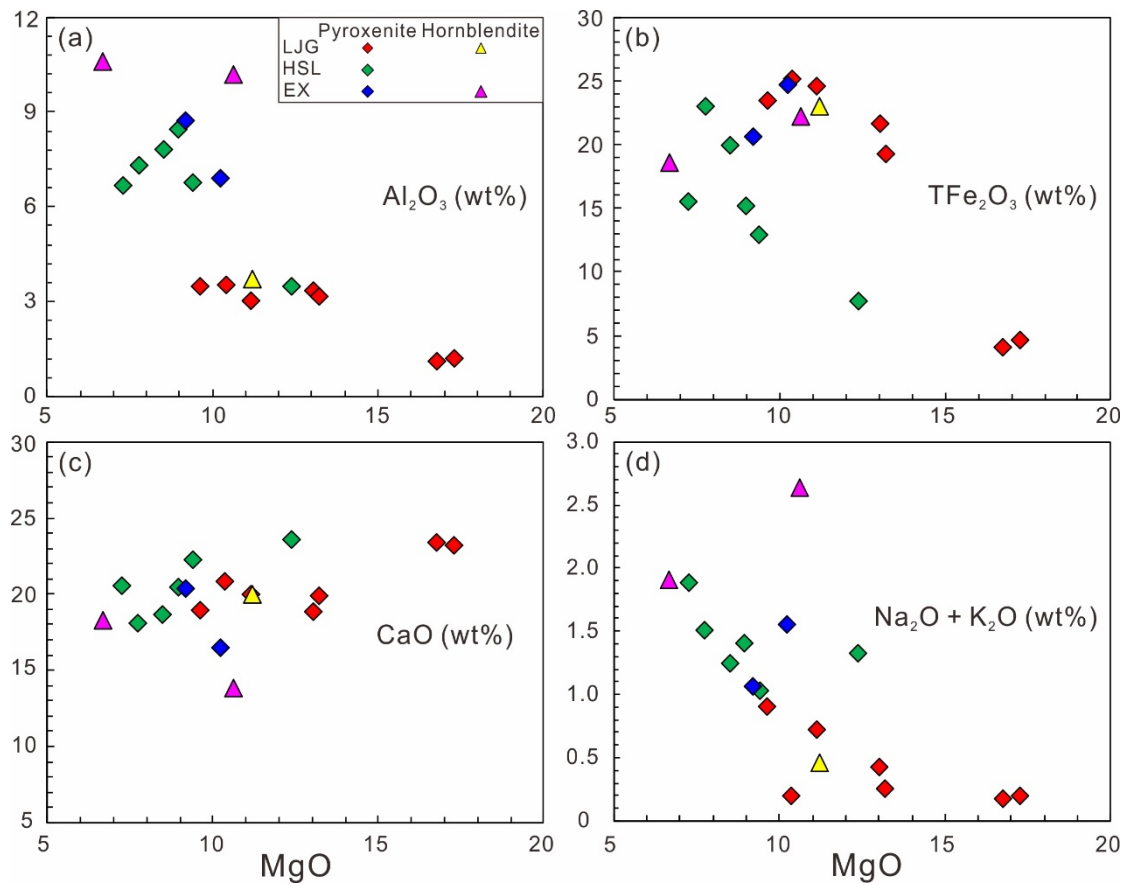 (a)
Pyroxenite Hornblendite
LJG
HSL
EX
Al₂O₃ (wt%)
12
9
6
3
0
5 10 15 20
(b)
TFe₂O₃ (wt%)
30
25
20
15
10
5
0
5 10 15 20
(c)
CaO (wt%)
30
25
20
15
10
5
5 10 15 20
MgO
(d)
Na₂O + K₂O (wt%)
3.0
2.5
2.0
1.5
1.0
0.5
0
5 10 15 20
MgO